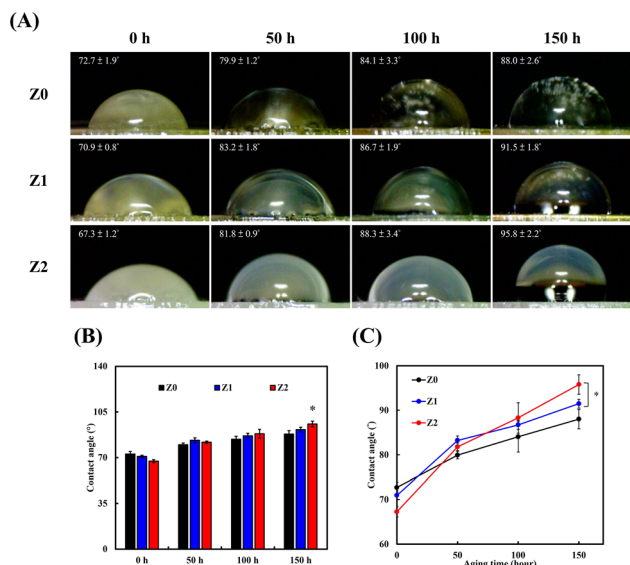 (A)
0 h 50 h 100 h 150 h
Z0
72.7 ± 1.9° 79.9 ± 1.2° 84.1 ± 3.3° 88.0 ± 2.6°
Z1
70.9 ± 0.8° 83.2 ± 1.8° 86.7 ± 1.9° 91.5 ± 1.8°
Z2
67.3 ± 1.2° 81.8 ± 0.9° 88.3 ± 3.4° 95.8 ± 2.2°
(B)
Contact angle (°)
140
105
70
35
0
Z0 Z1 Z2
*
0 h 50 h 100 h 150 h
(C)
Contact angle (°)
100
90
80
70
60
Z0
Z1
Z2
*
0 50 100 150
Aging time (hour)